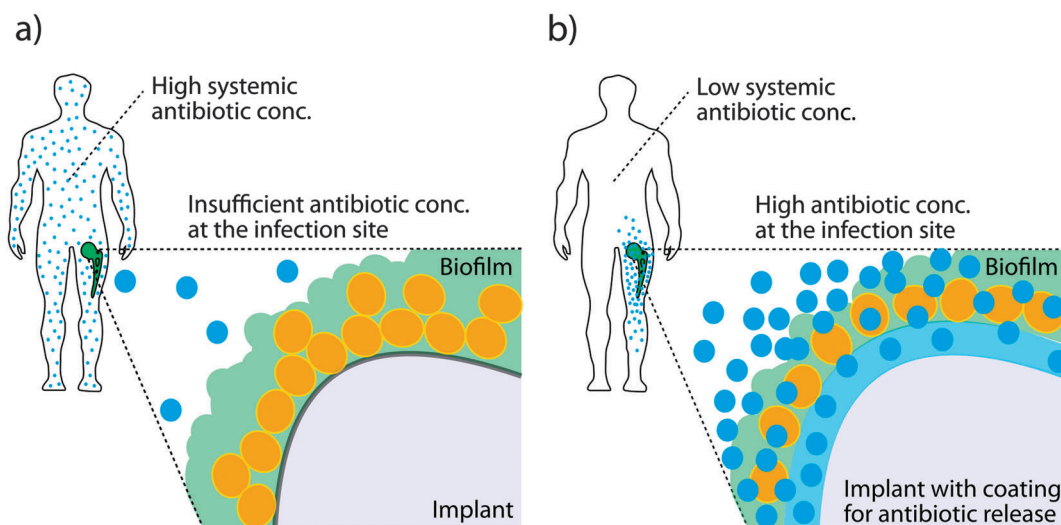 a)
High systemic
antibiotic conc.
Insufficient antibiotic conc.
at the infection site
Biofilm
Implant
b)
Low systemic
antibiotic conc.
High antibiotic conc.
at the infection site
Biofilm
Implant with coating
for antibiotic release